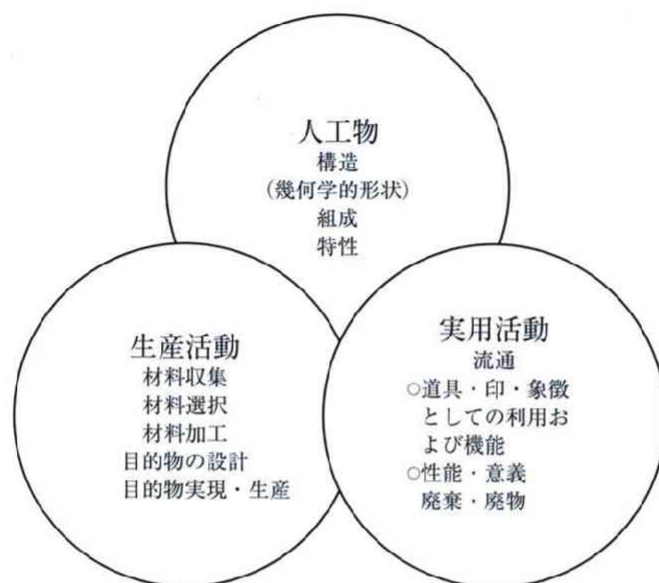 人工物
構造
(幾何学的形状)
組成
特性
生産活動
材料収集
材料選択
材料加工
目的物の設計
目的物実現・生産
実用活動
流通
○道具・印・象徴
としての利用お
よび機能
○性能・意義
廃棄・廃物